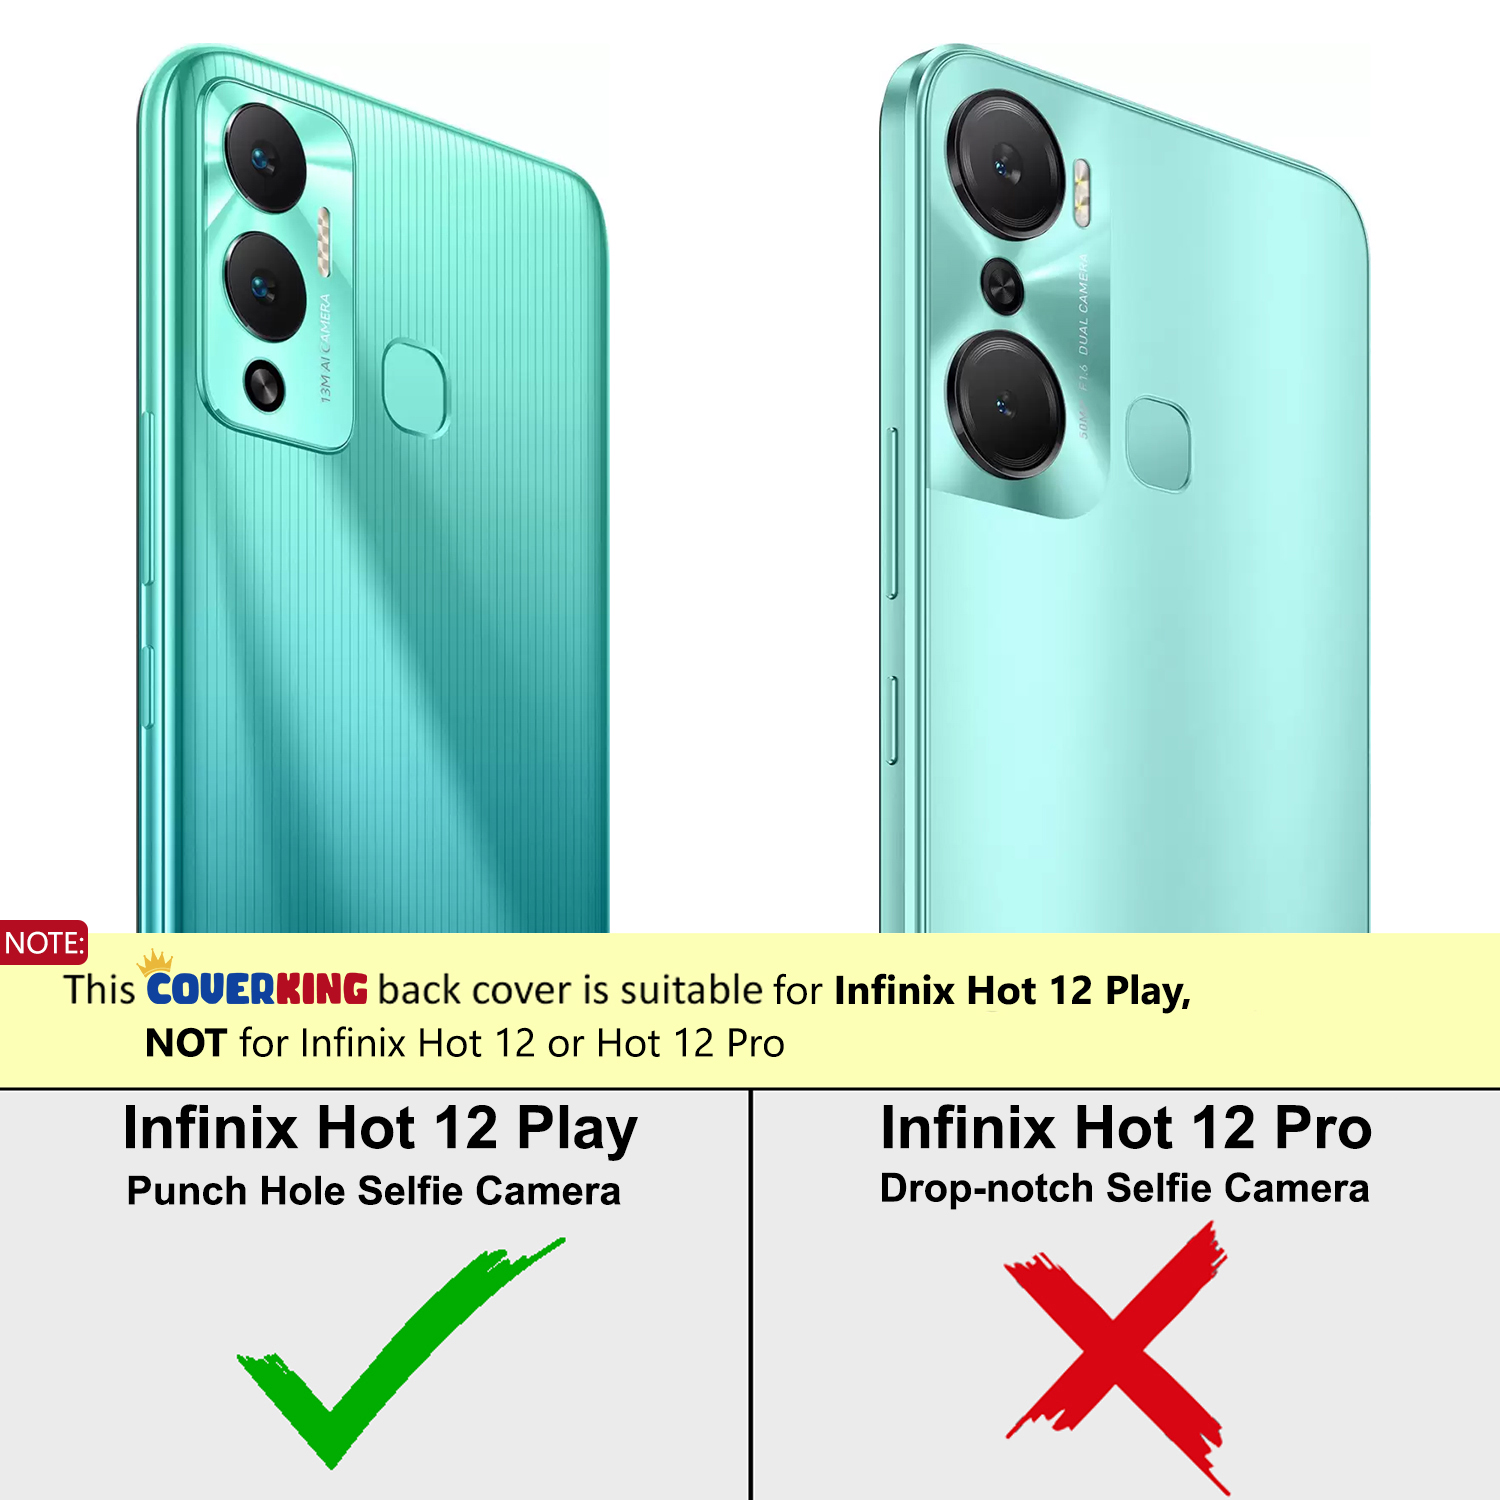 13M AI CAMERA
50MP F1.6 DUAL CAMERA
NOTE:
This COVERKING back cover is suitable for Infinix Hot 12 Play,
NOT for Infinix Hot 12 or Hot 12 Pro
Infinix Hot 12 Play
Punch Hole Selfie Camera
Infinix Hot 12 Pro
Drop-notch Selfie Camera